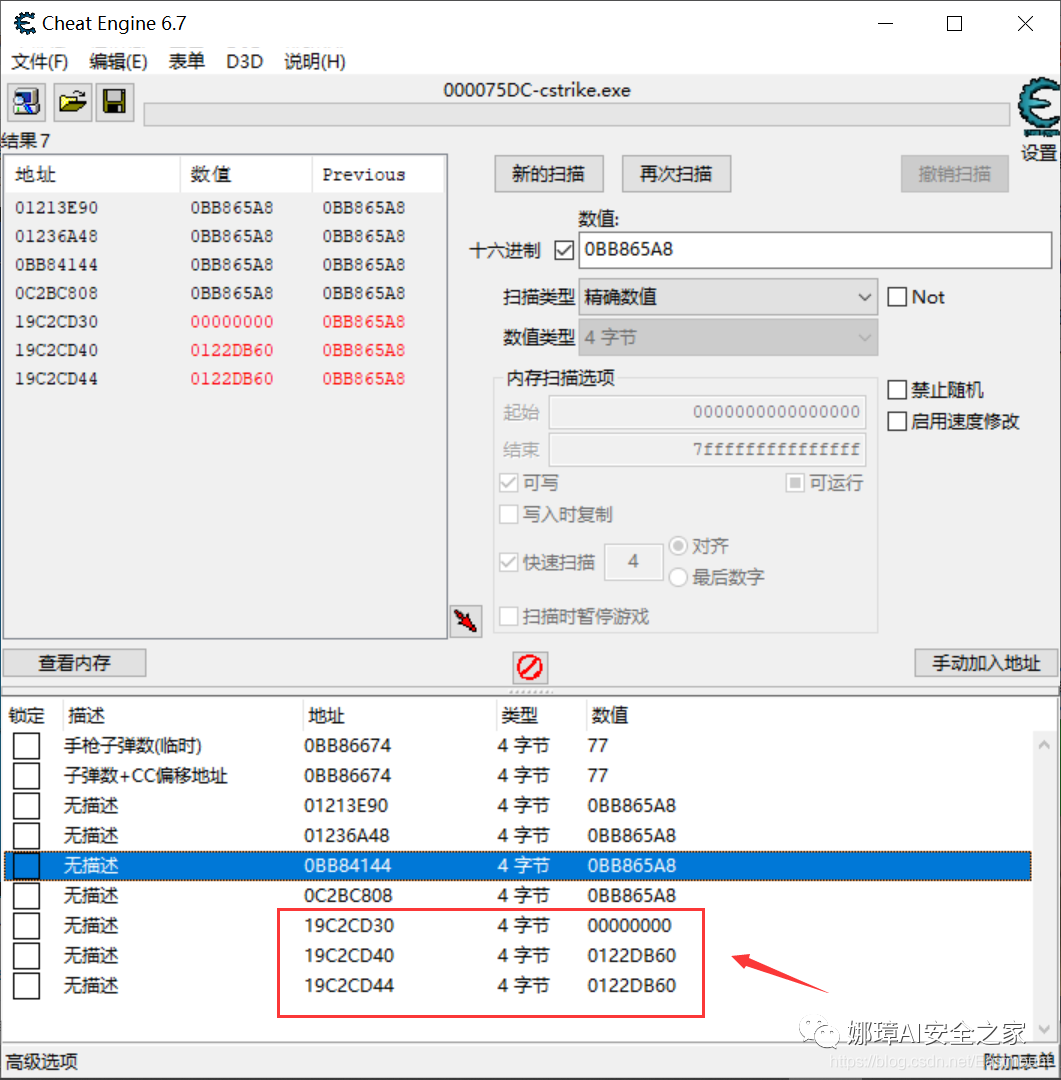 Cheat Engine 6.7
文件(F) 编辑(E) 表单 D3D 说明(H)
000075DC-cstrike.exe
设置
结果 7
地址 数值 Previous
01213E90 0BB865A8 0BB865A8
01236A48 0BB865A8 0BB865A8
0BB84144 0BB865A8 0BB865A8
0C2BC808 0BB865A8 0BB865A8
19C2CD30 00000000 0BB865A8
19C2CD40 0122DB60 0BB865A8
19C2CD44 0122DB60 0BB865A8
新的扫描 再次扫描 撤销扫描
数值:
十六进制 0BB865A8
扫描类型 精确数值 Not
数值类型 4 字节
内存扫描选项
起始 0000000000000000
结束 7fffffffffffffff
可写 可运行
写入时复制
快速扫描 4 对齐
最后数字
扫描时暂停游戏
禁止随机
启用速度修改
查看内存 手动加入地址
锁定 描述 地址 类型 数值
手枪子弹数(临时) 0BB86674 4 字节 77
子弹数+CC偏移地址 0BB86674 4 字节 77
无描述 01213E90 4 字节 0BB865A8
无描述 01236A48 4 字节 0BB865A8
无描述 0BB84144 4 字节 0BB865A8
无描述 0C2BC808 4 字节 0BB865A8
无描述 19C2CD30 4 字节 00000000
无描述 19C2CD40 4 字节 0122DB60
无描述 19C2CD44 4 字节 0122DB60
娜璋AI安全之家
https://blog.csdn.net/
高级选项 附加表单